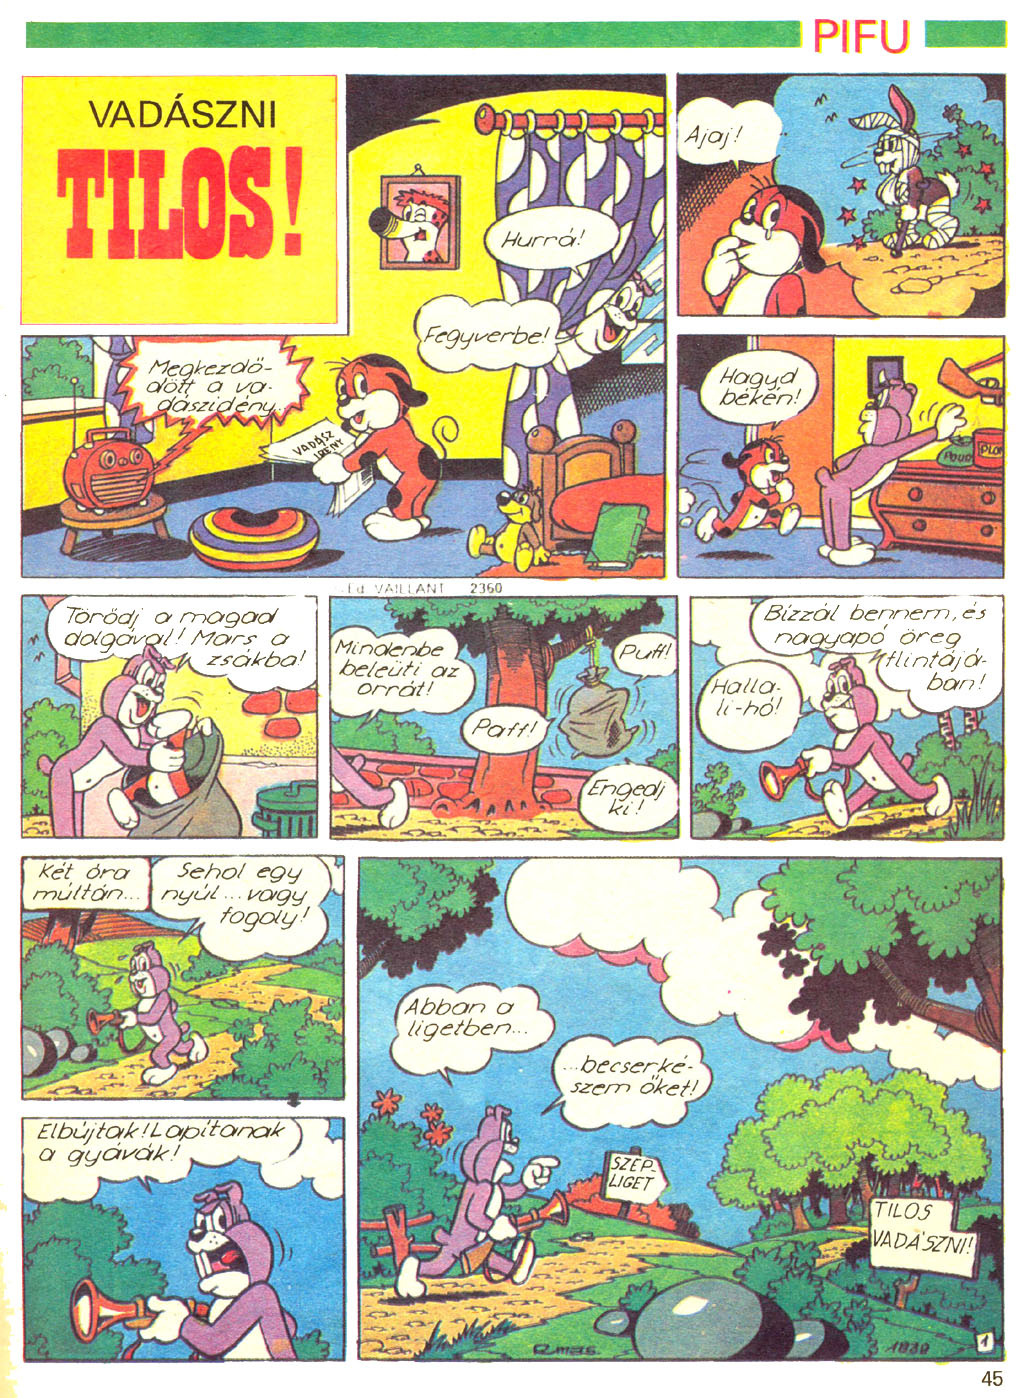 PIFU
VADÁSZNI
TILOS!
Hurrá!
Fegyverbe!
Megkezdő-
dött a va-
dászidény...
VADÁSZ
IDÉNY
Ajaj!
Hagyd
békén!
POUD
PLOM
Ed. VAILLANT 2360
Törődj a magad
dolgával! Mars a
zsákba!
Mindenbe
beleüti az
orrát!
Puff!
Paff!
Engedj
ki!
Bízzál bennem, és
nagyapó öreg
flintájá-
ban!
Halla-
li-hó!
Két óra
múltán...
Sehol egy
nyúl... vagy
fogoly!
Elbújtak! Lapítanak
a gyávák!
Abban a
ligetben...
...becserké-
szem őket!
SZÉP-
LIGET
TILOS
VADÁSZNI!
1
45